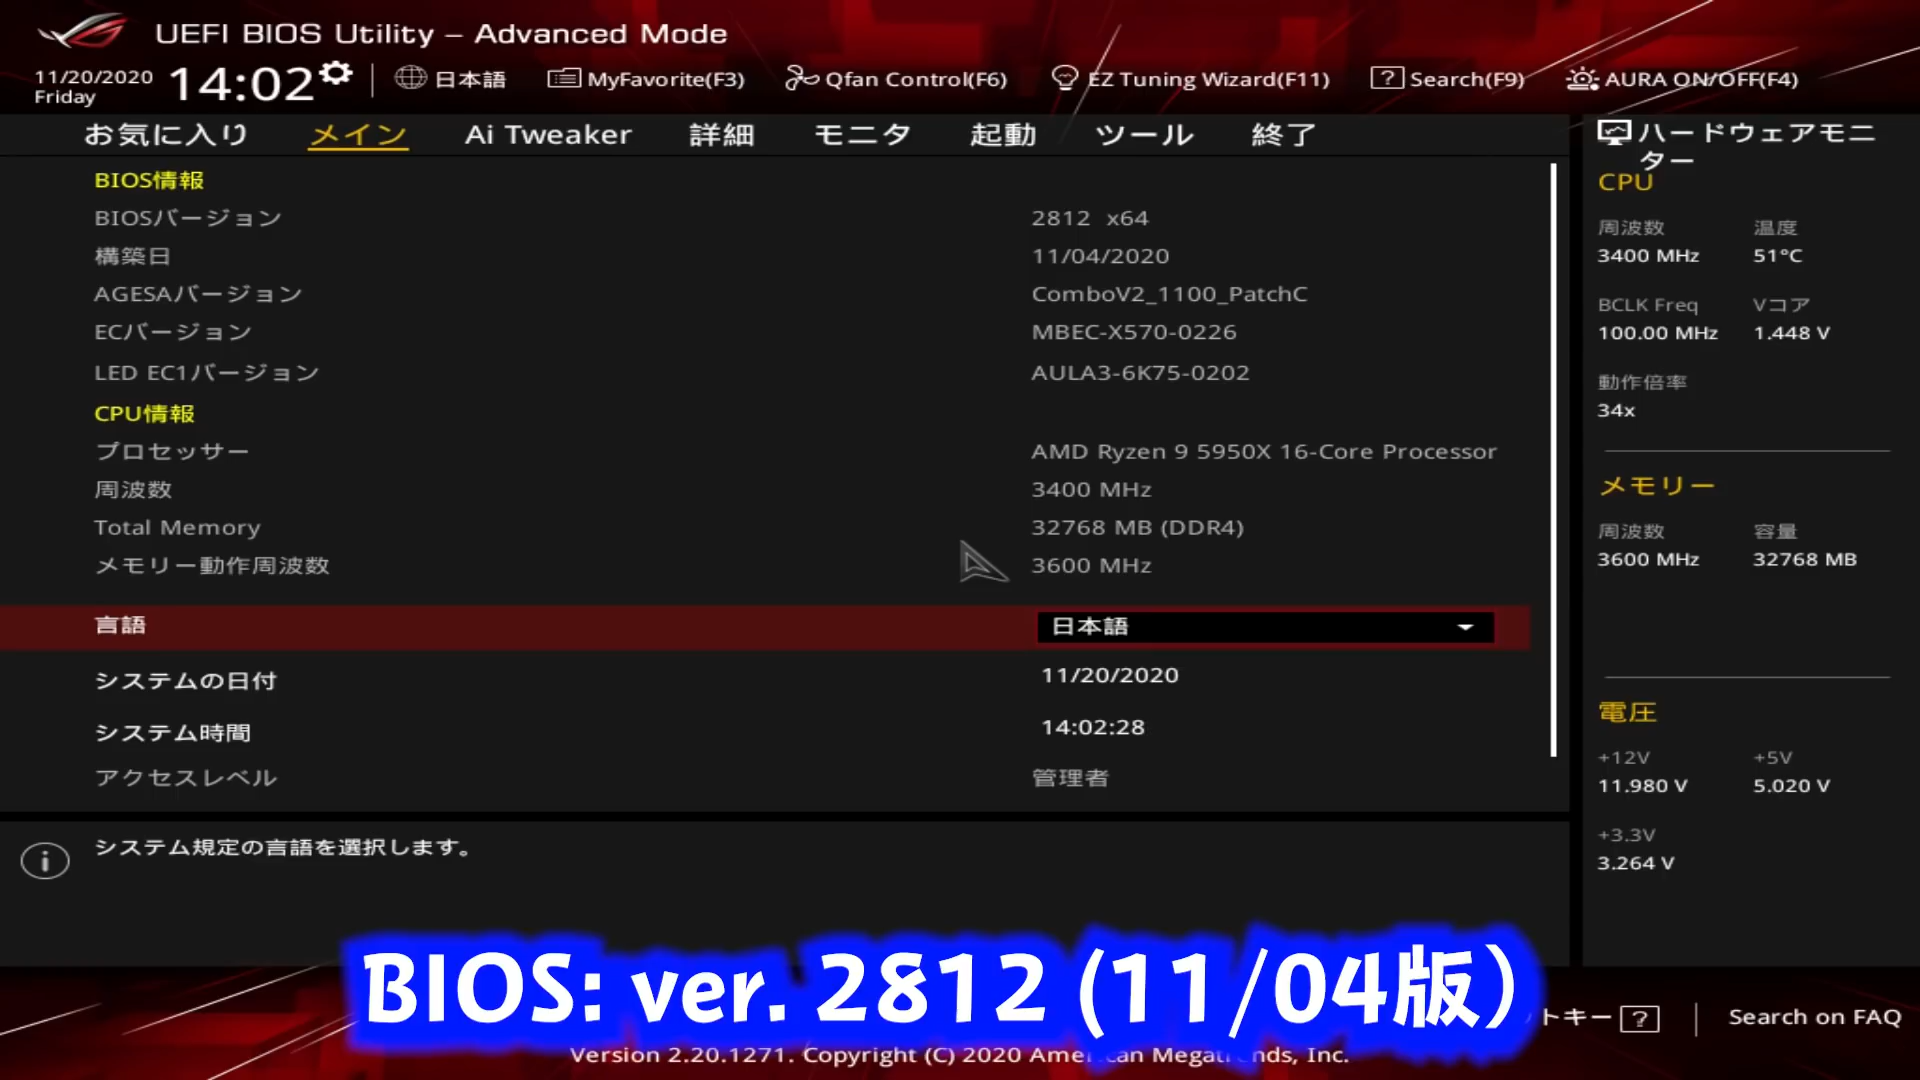 UEFI BIOS Utility – Advanced Mode
11/20/2020
Friday
14:02
日本語
MyFavorite(F3)
Qfan Control(F6)
EZ Tuning Wizard(F11)
? Search(F9)
AURA ON/OFF(F4)
お気に入り メイン Ai Tweaker 詳細 モニタ 起動 ツール 終了
BIOS情報
BIOSバージョン 2812 x64
構築日 11/04/2020
AGESAバージョン ComboV2_1100_PatchC
ECバージョン MBEC-X570-0226
LED EC1バージョン AULA3-6K75-0202
CPU情報
プロセッサー AMD Ryzen 9 5950X 16-Core Processor
周波数 3400 MHz
Total Memory 32768 MB (DDR4)
メモリー動作周波数 3600 MHz
言語 日本語
システムの日付 11/20/2020
システム時間 14:02:28
アクセスレベル 管理者
i システム規定の言語を選択します。
ハードウェアモニ
ター
CPU
周波数 温度
3400 MHz 51°C
BCLK Freq Vコア
100.00 MHz 1.448 V
動作倍率
34x
メモリー
周波数 容量
3600 MHz 32768 MB
電圧
+12V +5V
11.980 V 5.020 V
+3.3V
3.264 V
BIOS: ver. 2812 (11/04版)
トキー ? | Search on FAQ
Version 2.20.1271. Copyright (C) 2020 American Megatrends, Inc.